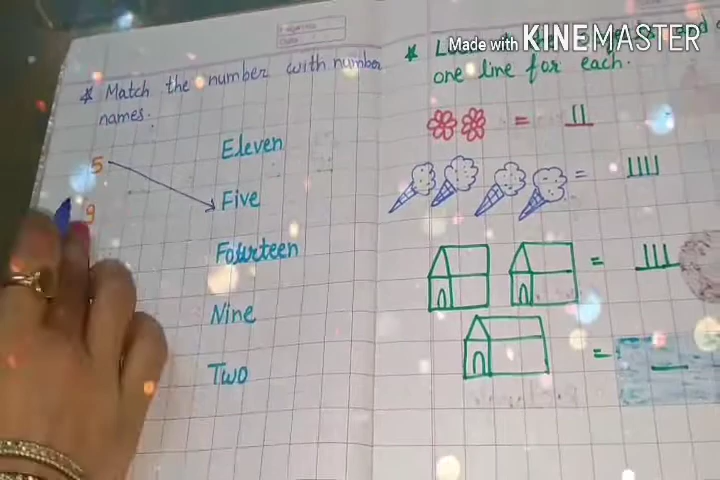 * Match the number with number
names.
5
9
Eleven
Five
Fourteen
Nine
Two
Made with KINEMASTER
and
one line for each.
=
=
=
=